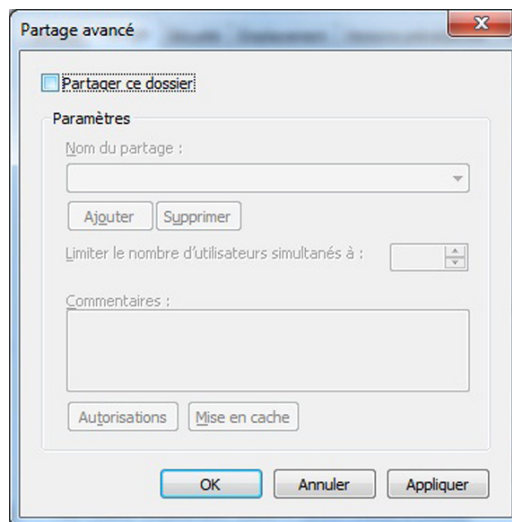 Partage avancé
Partager ce dossier
Paramètres
Nom du partage :
Ajouter Supprimer
Limiter le nombre d'utilisateurs simultanés à :
Commentaires :
Autorisations Mise en cache
OK Annuler Appliquer